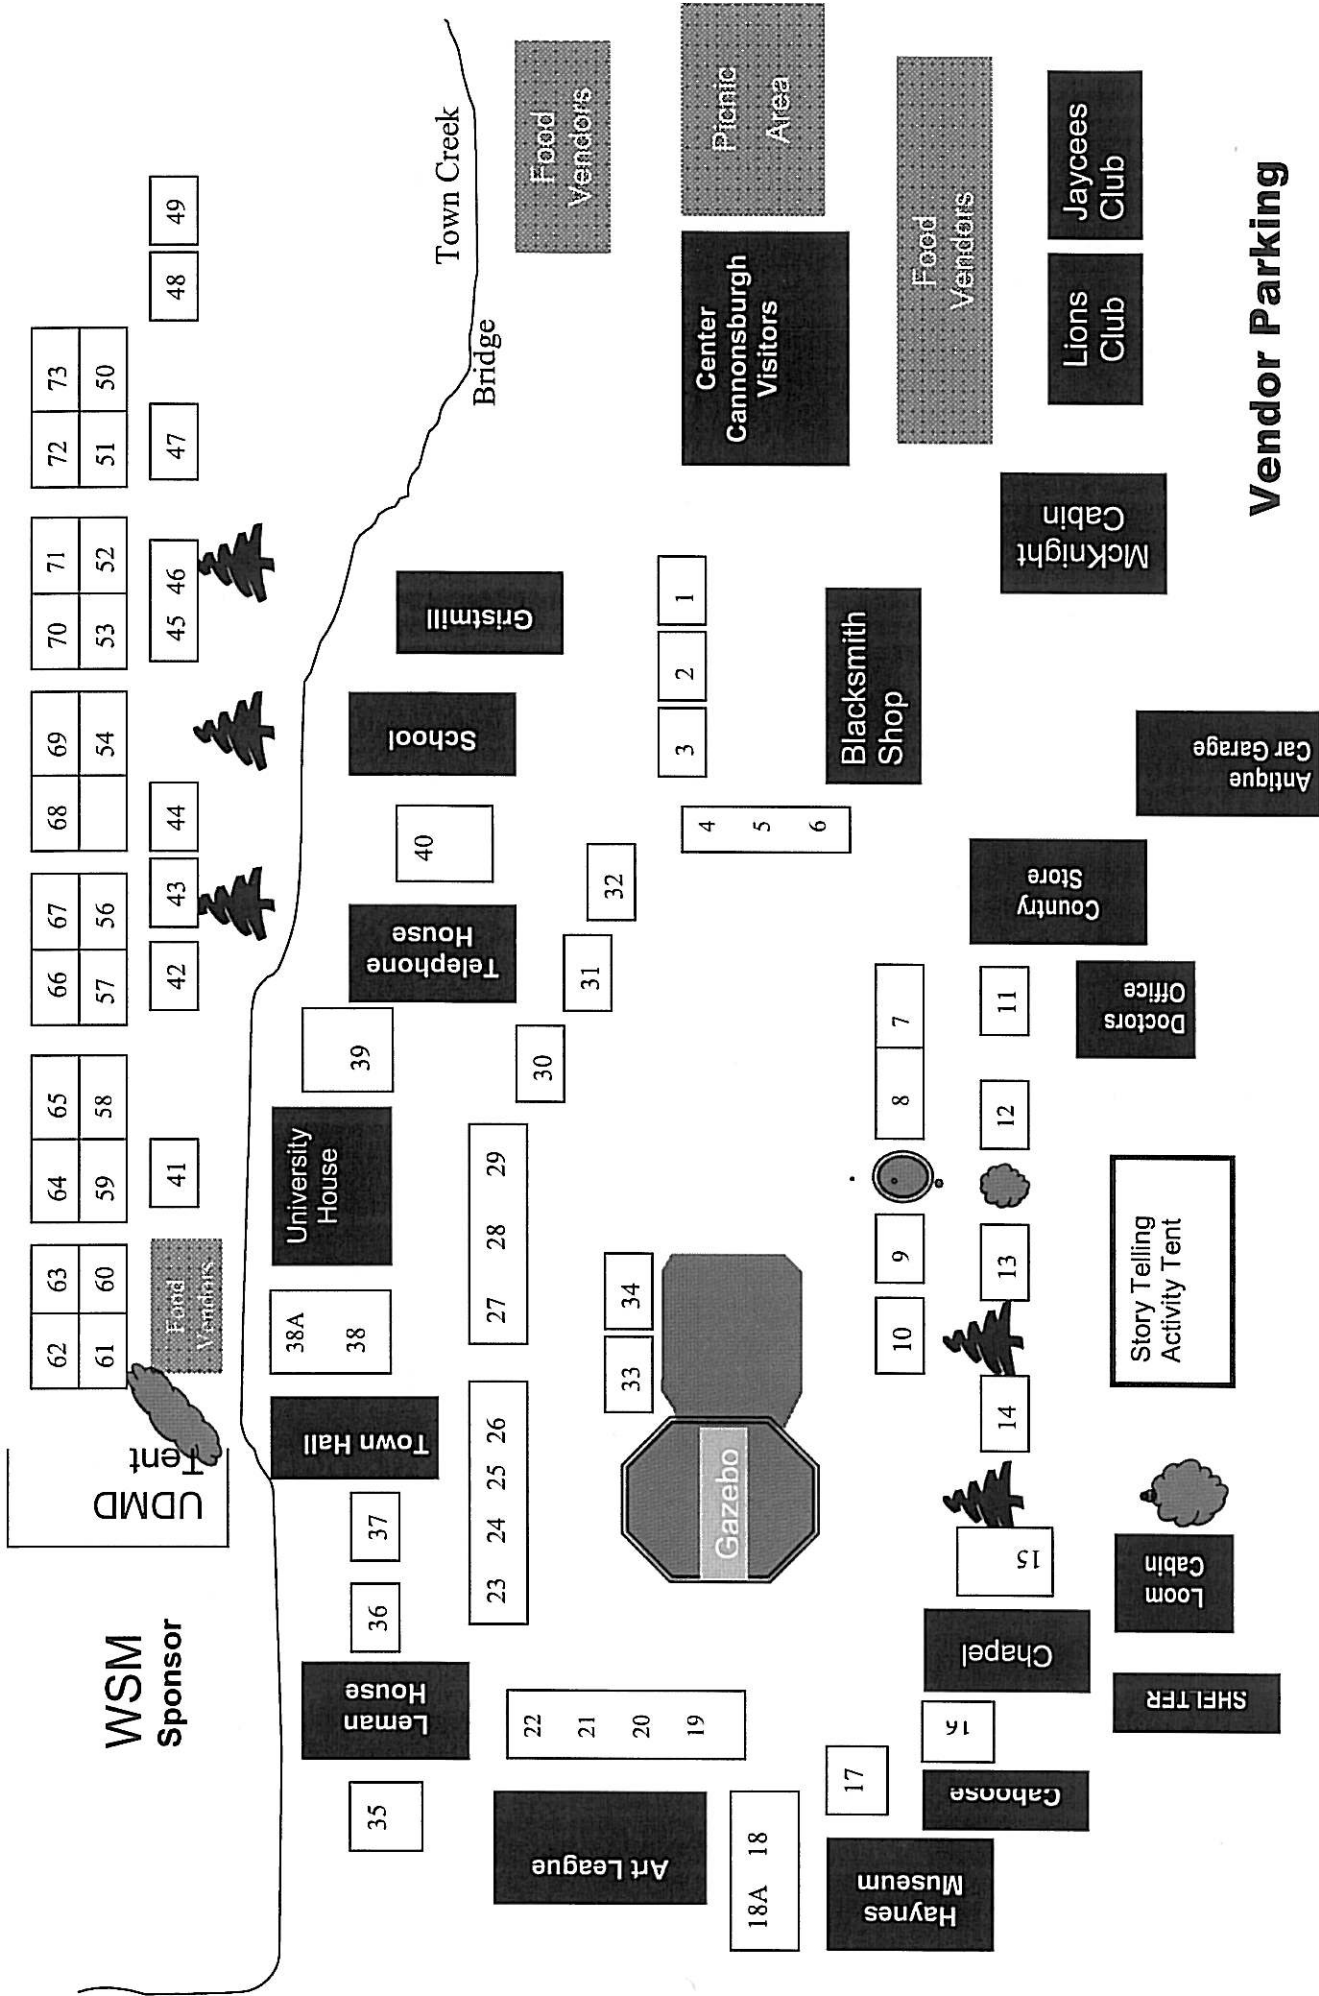 62 63 64 65 66 67 68 69 70 71 72 73
61 60 59 58 57 56 54 53 52 51 50
WSM
Sponsor
UDMD
Tent
Food
Vendors
41 42 43 44 45 46 47 48 49
Town Creek
Bridge
35
Leman
House
36 37
Town Hall
38A
38
University
House
39
Telephone
House
40
School
Gristmill
Food
Vendors
23 24 25 26 27 28 29 30
31
32
Art League
22
21
20
19
33 34
Gazebo
3 2 1
4
5
6
Center
Cannonsburgh
Visitors
Picnic
Area
18A 18
17
Haynes
Museum
10 9 8 7
Blacksmith
Shop
Food
Vendors
Caboose
16
Chapel
15
14 13 12 11
Country
Store
McKnight
Cabin
Lions
Club
Jaycees
Club
SHELTER
Loom
Cabin
Story Telling
Activity Tent
Doctors
Office
Antique
Car Garage
Vendor Parking